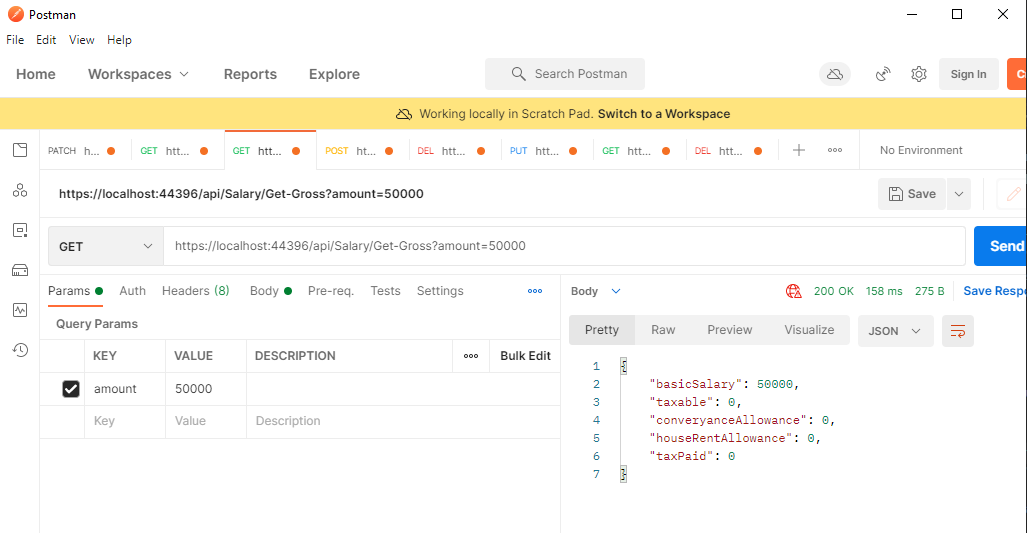 Postman
File Edit View Help
Home Workspaces Reports Explore Search Postman Sign In
Working locally in Scratch Pad. Switch to a Workspace
PATCH h... GET htt... GET htt... POST htt... DEL htt... PUT htt... GET htt... DEL htt... No Environment
https://localhost:44396/api/Salary/Get-Gross?amount=50000 Save
GET https://localhost:44396/api/Salary/Get-Gross?amount=50000 Send
Params Auth Headers (8) Body Pre-req. Tests Settings
Query Params
KEY VALUE DESCRIPTION Bulk Edit
amount 50000
Key Value Description
Body 200 OK 158 ms 275 B Save Respo
Pretty Raw Preview Visualize JSON
1 {
2 "basicSalary": 50000,
3 "taxable": 0,
4 "converyanceAllowance": 0,
5 "houseRentAllowance": 0,
6 "taxPaid": 0
7 }